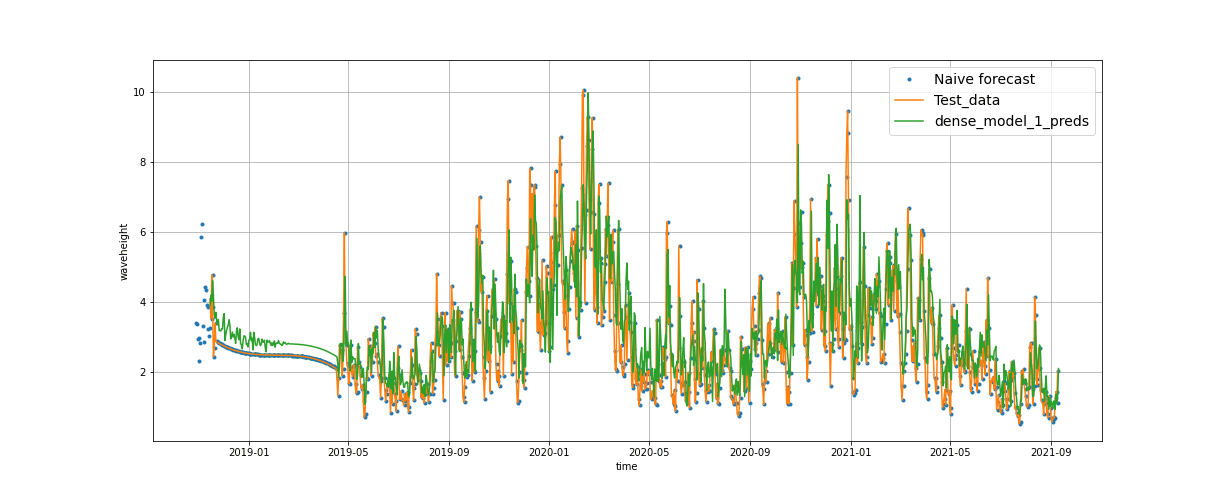 Naive forecast
Test_data
dense_model_1_preds
waveheight
10
8
6
4
2
2019-01 2019-05 2019-09 2020-01 2020-05 2020-09 2021-01 2021-05 2021-09
time